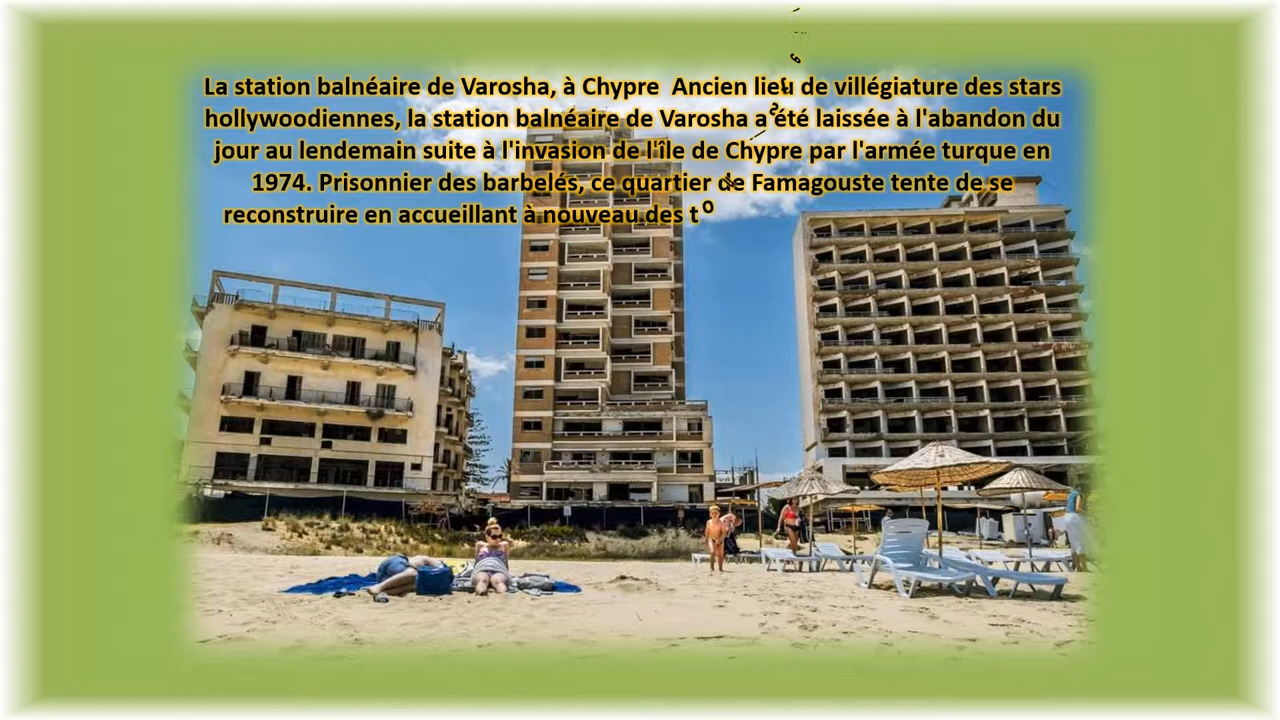 La station balnéaire de Varosha, à Chypre  Ancien lieu de villégiature des stars
hollywoodiennes, la station balnéaire de Varosha a été laissée à l'abandon du
jour au lendemain suite à l'invasion de l'île de Chypre par l'armée turque en
1974. Prisonnier des barbelés, ce quartier de Famagouste tente de se
reconstruire en accueillant à nouveau des